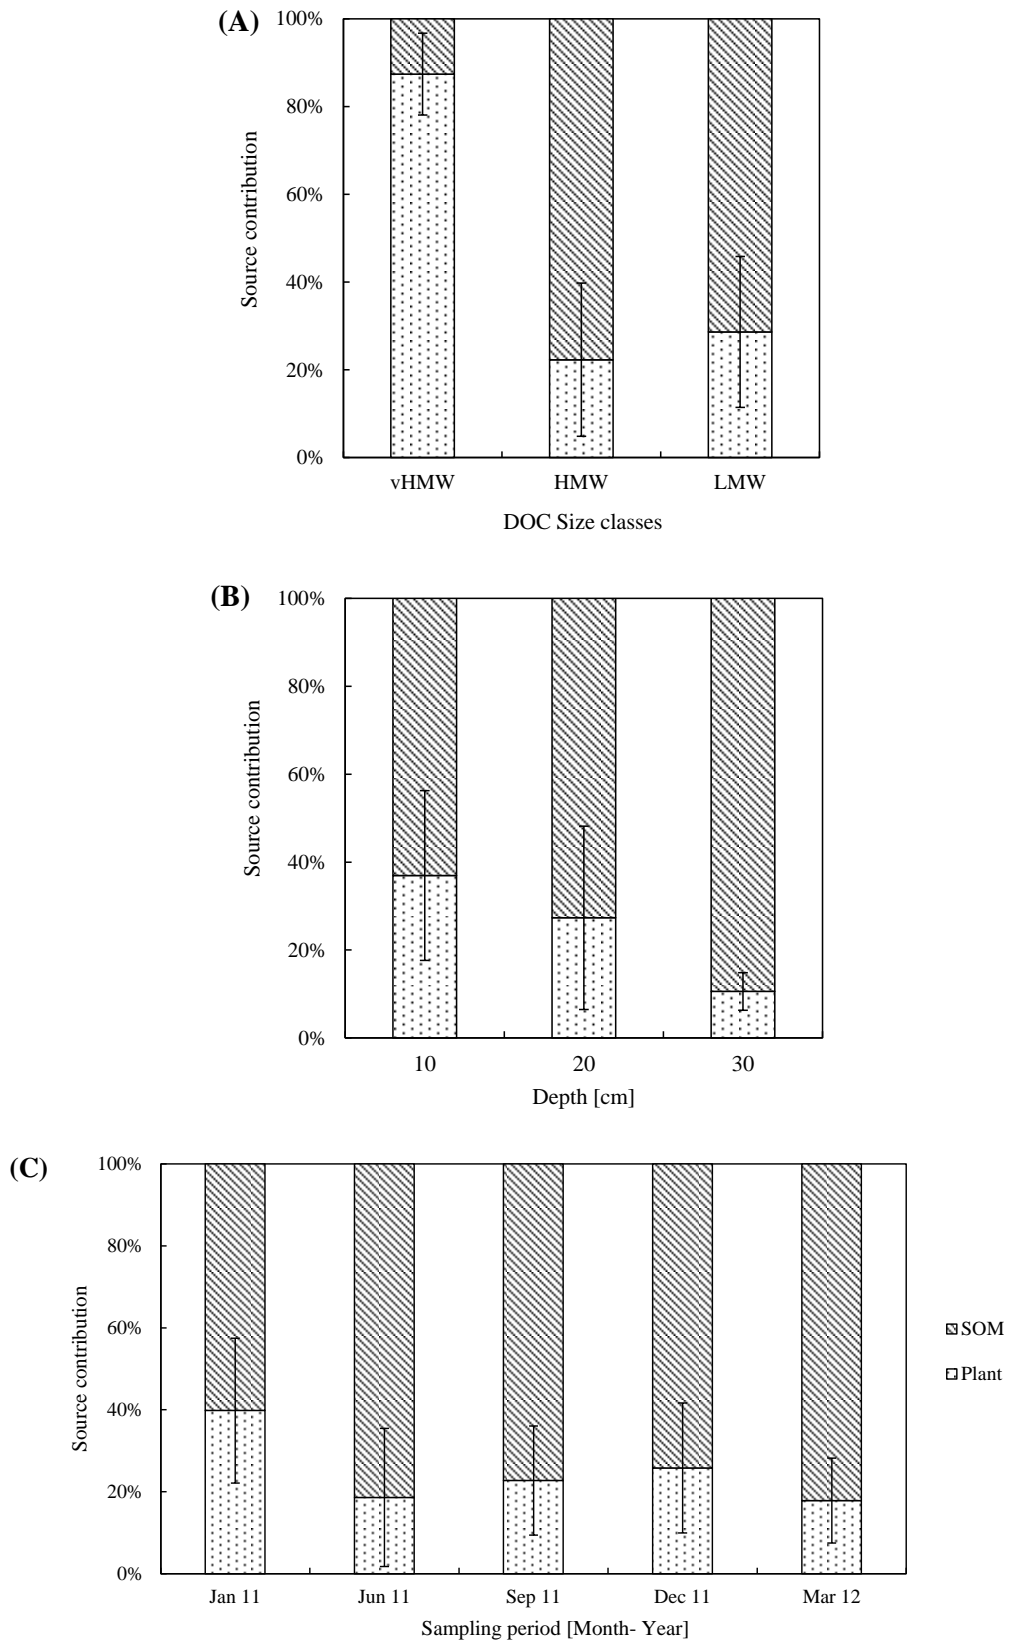 (A)
100%
80%
60%
40%
20%
0%
Source contribution
vHMW HMW LMW
DOC Size classes
(B)
100%
80%
60%
40%
20%
0%
Source contribution
10 20 30
Depth [cm]
(C)
100%
80%
60%
40%
20%
0%
Source contribution
Jan 11 Jun 11 Sep 11 Dec 11 Mar 12
Sampling period [Month- Year]
SOM
Plant